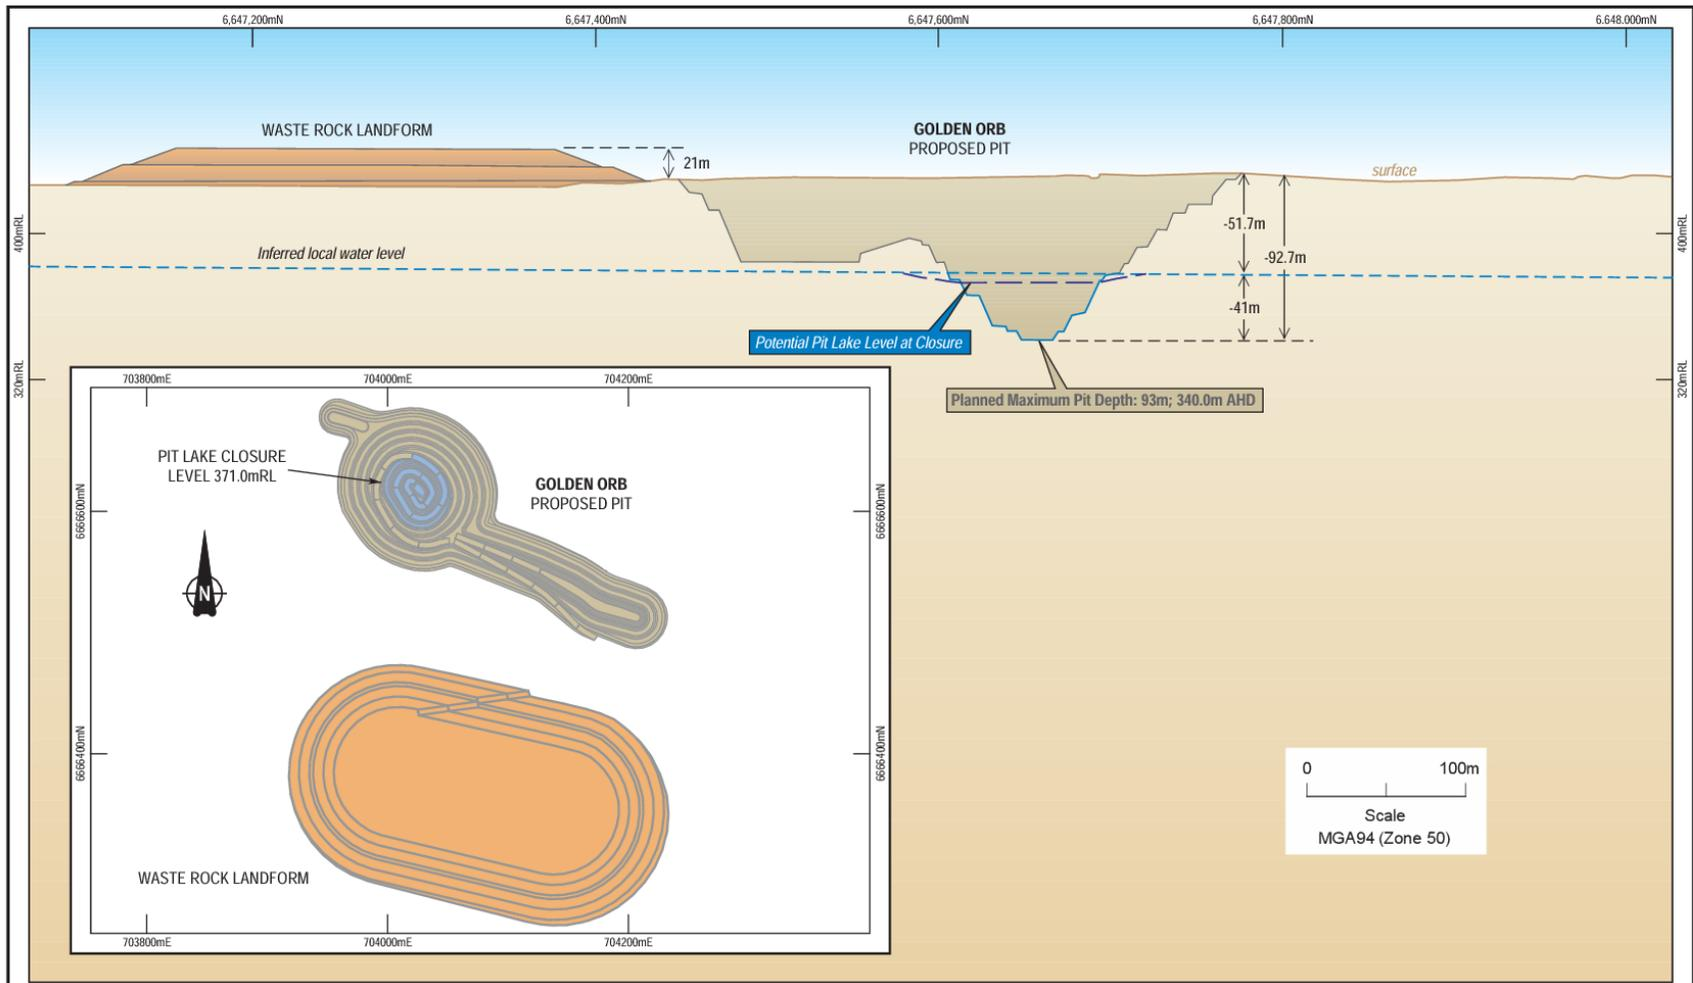 6,647,200mN
6,647,400mN
6,647,600mN
6,647,800mN
6.648.000mN
WASTE ROCK LANDFORM
GOLDEN ORB
PROPOSED PIT
21m
surface
400mRL
400mRL
-51.7m
-92.7m
Inferred local water level
-41m
Potential Pit Lake Level at Closure
320mRL
320mRL
Planned Maximum Pit Depth: 93m; 340.0m AHD
703800mE
704000mE
704200mE
PIT LAKE CLOSURE
LEVEL 371.0mRL
GOLDEN ORB
PROPOSED PIT
6666600mN
6666600mN
N
6666400mN
6666400mN
WASTE ROCK LANDFORM
703800mE
704000mE
704200mE
0
100m
Scale
MGA94 (Zone 50)